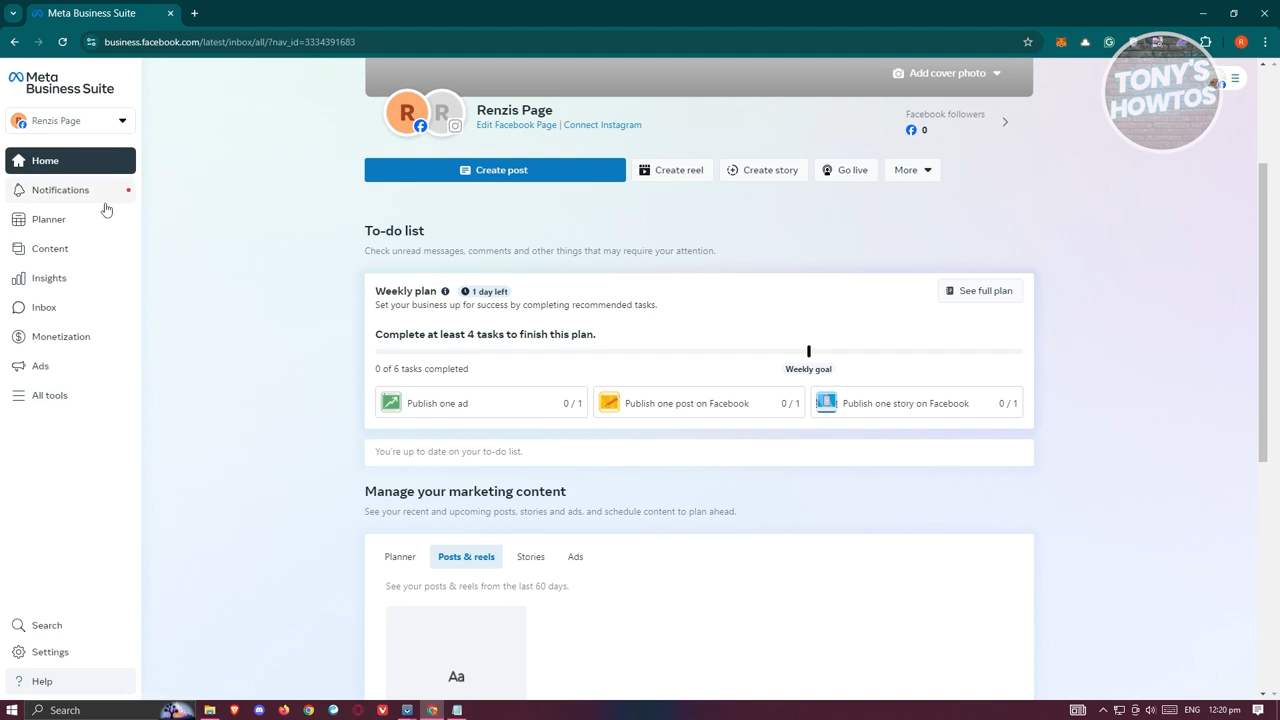 Meta Business Suite
business.facebook.com/latest/inbox/all/?nav_id=3334391683
Meta
Business Suite
Renzis Page
Home
Notifications
Planner
Content
Insights
Inbox
Monetization
Ads
All tools
Search
Settings
Help
Add cover photo
TONY'S
HOWTOS
R
R
Renzis Page
Edit Facebook Page | Connect Instagram
Facebook followers
0
Create post
Create reel
Create story
Go live
More
To-do list
Check unread messages, comments and other things that may require your attention.
Weekly plan
1 day left
See full plan
Set your business up for success by completing recommended tasks.
Complete at least 4 tasks to finish this plan.
0 of 6 tasks completed
Weekly goal
Publish one ad 0 / 1
Publish one post on Facebook 0 / 1
Publish one story on Facebook 0 / 1
You're up to date on your to-do list.
Manage your marketing content
See your recent and upcoming posts, stories and ads, and schedule content to plan ahead.
Planner
Posts & reels
Stories
Ads
See your posts & reels from the last 60 days.
Aa
Search
ENG
12:20 pm